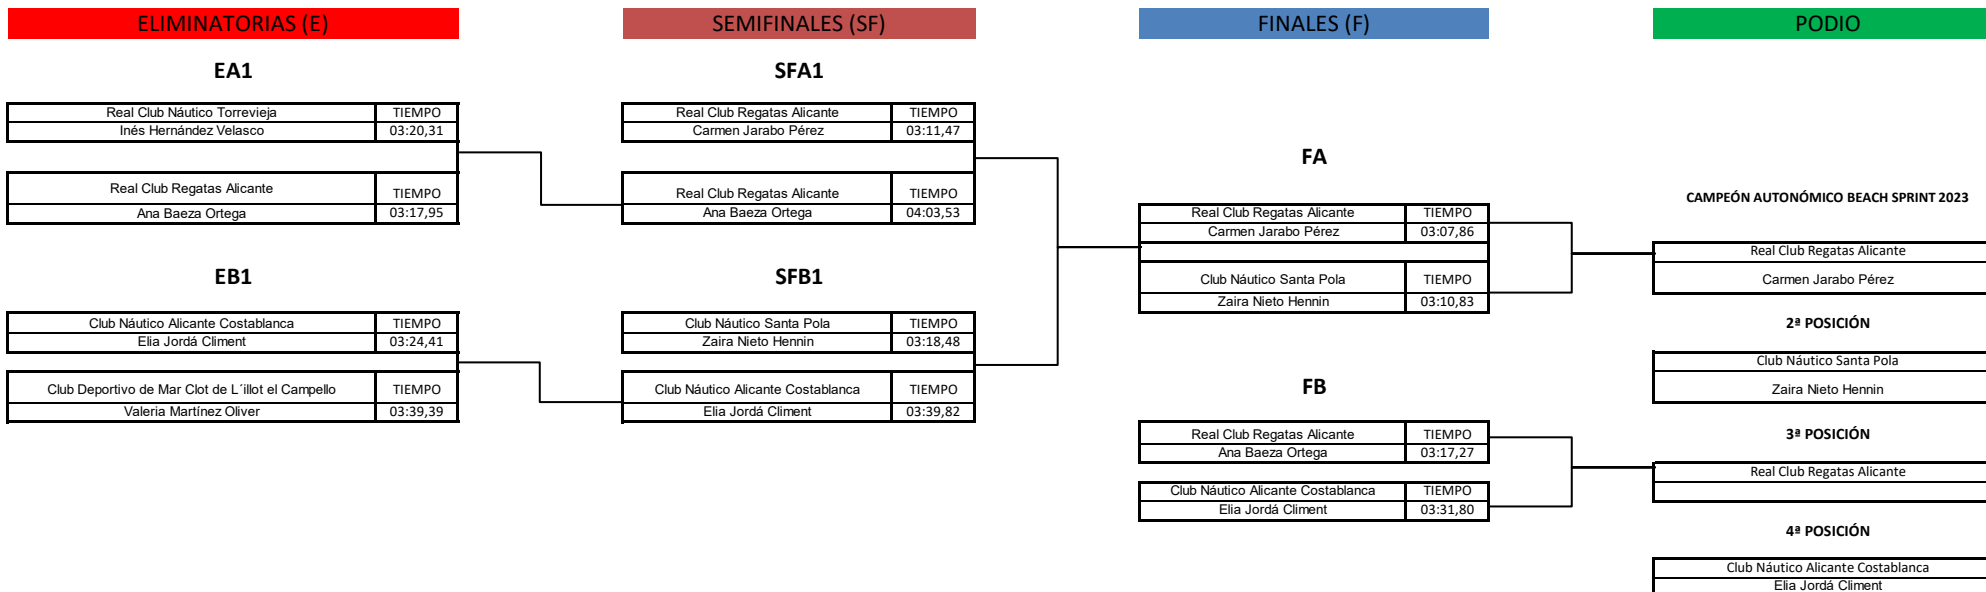 ELIMINATORIAS (E)
SEMIFINALES (SF)
FINALES (F)
PODIO
EA1
Real Club Náutico Torrevieja TIEMPO
Inés Hernández Velasco 03:20,31
Real Club Regatas Alicante TIEMPO
Ana Baeza Ortega 03:17,95
EB1
Club Náutico Alicante Costablanca TIEMPO
Elia Jordá Climent 03:24,41
Club Deportivo de Mar Clot de L´illot el Campello TIEMPO
Valeria Martínez Oliver 03:39,39
SFA1
Real Club Regatas Alicante TIEMPO
Carmen Jarabo Pérez 03:11,47
Real Club Regatas Alicante TIEMPO
Ana Baeza Ortega 04:03,53
SFB1
Club Náutico Santa Pola TIEMPO
Zaira Nieto Hennin 03:18,48
Club Náutico Alicante Costablanca TIEMPO
Elia Jordá Climent 03:39,82
FA
Real Club Regatas Alicante TIEMPO
Carmen Jarabo Pérez 03:07,86
Club Náutico Santa Pola TIEMPO
Zaira Nieto Hennin 03:10,83
FB
Real Club Regatas Alicante TIEMPO
Ana Baeza Ortega 03:17,27
Club Náutico Alicante Costablanca TIEMPO
Elia Jordá Climent 03:31,80
CAMPEÓN AUTONÓMICO BEACH SPRINT 2023
Real Club Regatas Alicante
Carmen Jarabo Pérez
2ª POSICIÓN
Club Náutico Santa Pola
Zaira Nieto Hennin
3ª POSICIÓN
Real Club Regatas Alicante
4ª POSICIÓN
Club Náutico Alicante Costablanca
Elia Jordá Climent